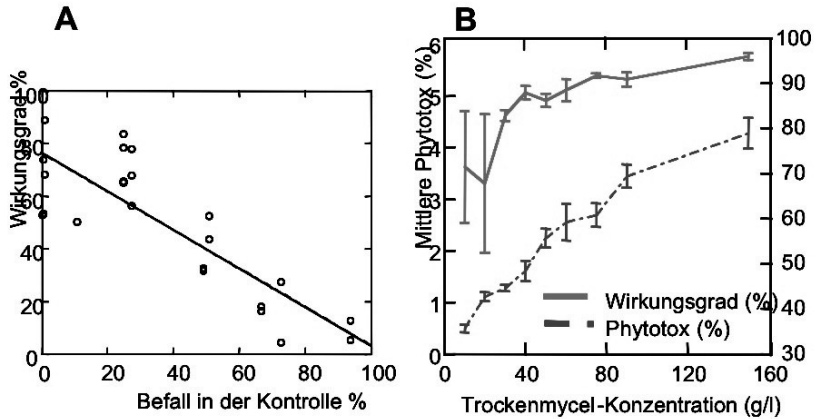 A
Wirkungsgrad %
100
80
60
40
20
0
0 20 40 60 80 100
Befall in der Kontrolle %
B
Mittlere Phytotox (%)
6
5
4
3
2
1
0
100
90
80
70
60
50
40
30
Wirkungsgrad (%)
Phytotox (%)
0 40 80 120 160
Trockenmycel-Konzentration (g/l)